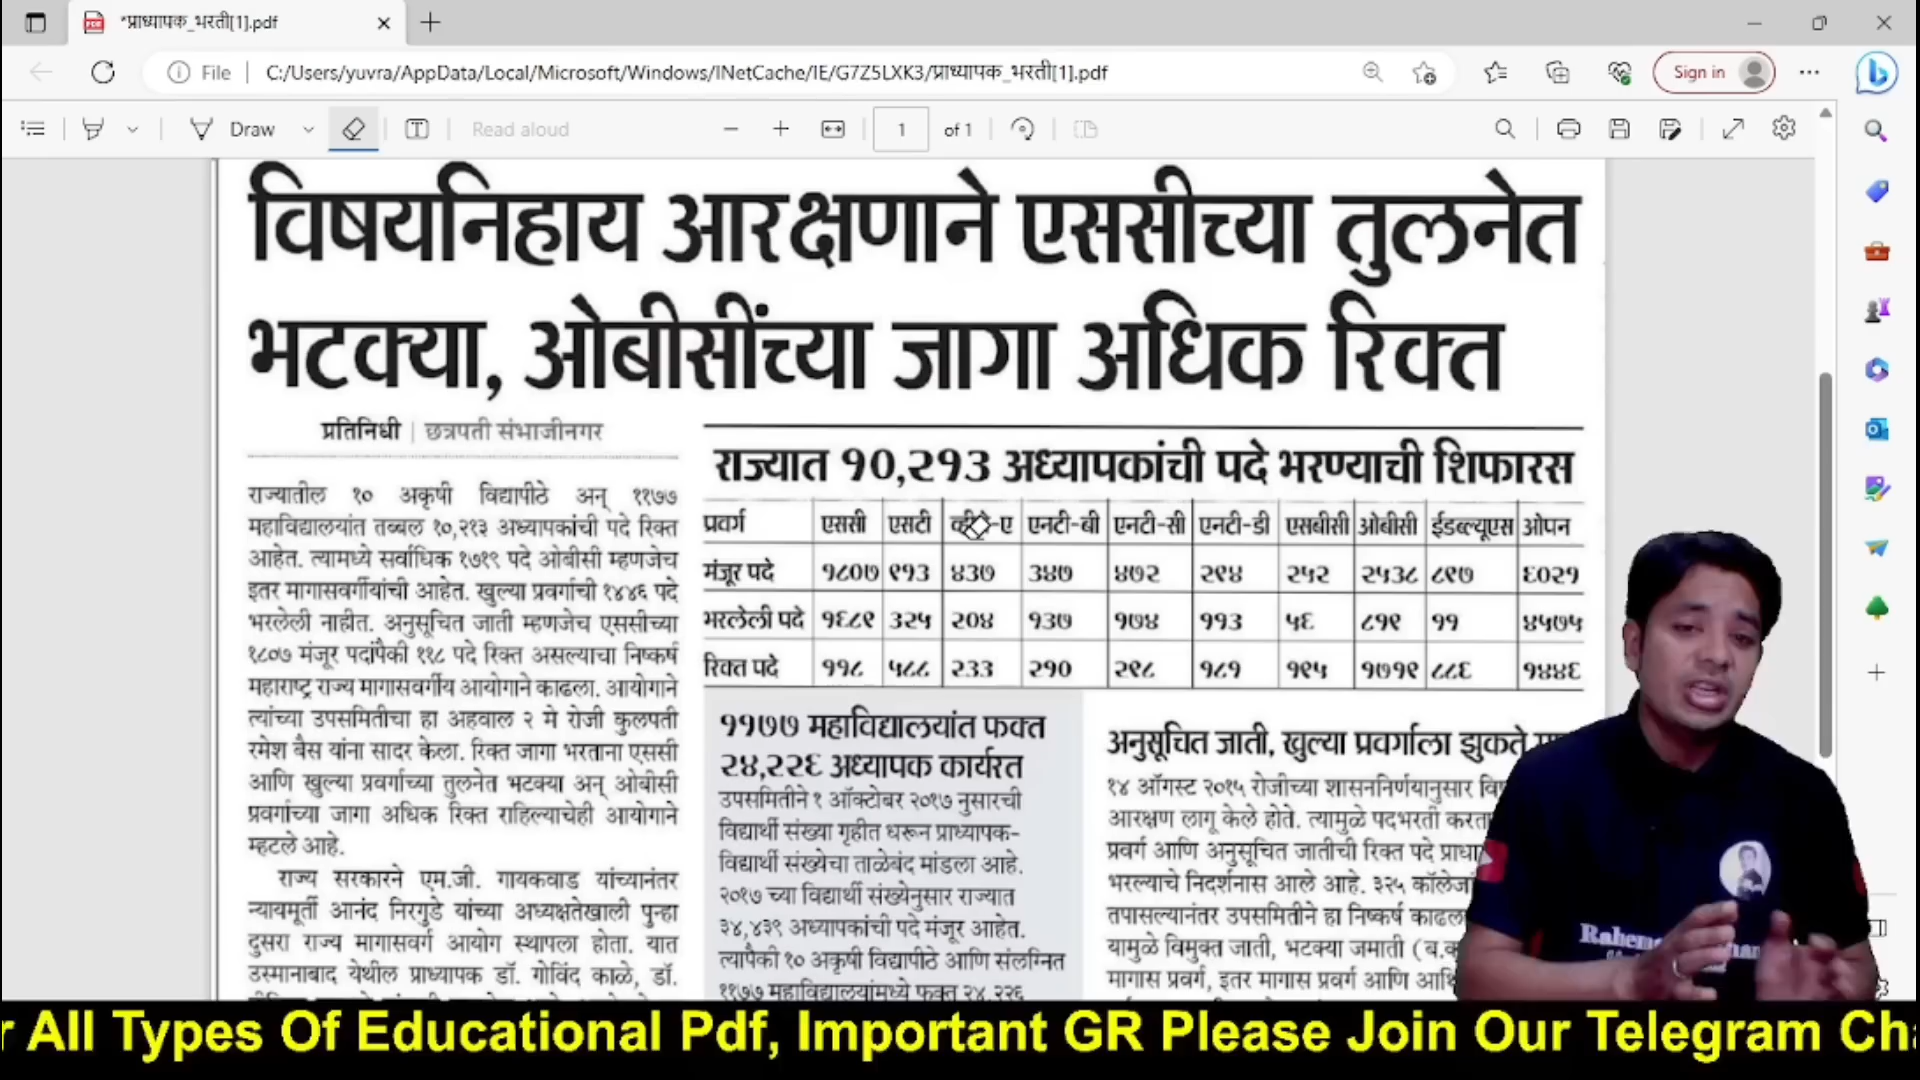 *प्राध्यापक_भरती[1].pdf
File
C:/Users/yuvra/AppData/Local/Microsoft/Windows/INetCache/IE/G7Z5LXK3/प्राध्यापक_भरती[1].pdf
Sign in
Draw
Read aloud
1 of 1
विषयनिहाय आरक्षणाने एससीच्या तुलनेत
भटक्या, ओबीसींच्या जागा अधिक रिक्त
प्रतिनिधी | छत्रपती संभाजीनगर
राज्यातील १० अकृषी विद्यापीठे अन् ११७७
महाविद्यालयांत तब्बल १०,२१३ अध्यापकांची पदे रिक्त
आहेत. त्यामध्ये सर्वाधिक १७१९ पदे ओबीसी म्हणजेच
इतर मागासवर्गीयांची आहेत. खुल्या प्रवर्गाची १४४६ पदे
भरलेली नाहीत. अनुसूचित जाती म्हणजेच एससीच्या
१८०७ मंजूर पदांपैकी ११८ पदे रिक्त असल्याचा निष्कर्ष
महाराष्ट्र राज्य मागासवर्गीय आयोगाने काढला. आयोगाने
त्यांच्या उपसमितीचा हा अहवाल २ मे रोजी कुलपती
रमेश बैस यांना सादर केला. रिक्त जागा भरताना एससी
आणि खुल्या प्रवर्गाच्या तुलनेत भटक्या अन् ओबीसी
प्रवर्गाच्या जागा अधिक रिक्त राहिल्याचेही आयोगाने
म्हटले आहे.
राज्य सरकारने एम.जी. गायकवाड यांच्यानंतर
न्यायमूर्ती आनंद निरगुडे यांच्या अध्यक्षतेखाली पुन्हा
दुसरा राज्य मागासवर्ग आयोग स्थापला होता. यात
उस्मानाबाद येथील प्राध्यापक डॉ. गोविंद काळे, डॉ.
राज्यात १०,२१३ अध्यापकांची पदे भरण्याची शिफारस
प्रवर्ग एससी एसटी एनटी-बी एनटी-सी एनटी-डी एसबीसी ओबीसी ईडब्ल्यूएस ओपन
मंजूर पदे १८०७ ९१३ ४३७ ३४७ ४७२ २९४ २५२ २५३८ ८९७ ६०२१
भरलेली पदे १६८९ ३२५ २०४ १३७ १७४ ११३ ५६ ८१९ ११ ४५७५
रिक्त पदे ११८ ५८८ २३३ २१० २९८ १८१ १९५ १७१९ ८८६ १४४६
११७७ महाविद्यालयांत फक्त
२४,२२६ अध्यापक कार्यरत
उपसमितीने १ ऑक्टोबर २०१७ नुसारची
विद्यार्थी संख्या गृहीत धरून प्राध्यापक-
विद्यार्थी संख्येचा ताळेबंद मांडला आहे.
२०१७ च्या विद्यार्थी संख्येनुसार राज्यात
३४,४३९ अध्यापकांची पदे मंजूर आहेत.
त्यापैकी १० अकृषी विद्यापीठे आणि संलग्नित
११७७ महाविद्यालयांमध्ये फक्त २४,२२६
अनुसूचित जाती, खुल्या प्रवर्गाला झुकते
१४ ऑगस्ट २०१५ रोजीच्या शासननिर्णयानुसार
आरक्षण लागू केले होते. त्यामुळे पदभरती करता
प्रवर्ग आणि अनुसूचित जातीची रिक्त पदे
भरल्याचे निदर्शनास आले आहे. ३२५
तपासल्यानंतर उपसमितीने हा निष्कर्ष
यामुळे विमुक्त जाती, भटक्या जमाती
मागास प्रवर्ग, इतर मागास प्रवर्ग आणि
All Types Of Educational Pdf, Important GR Please Join Our Telegram